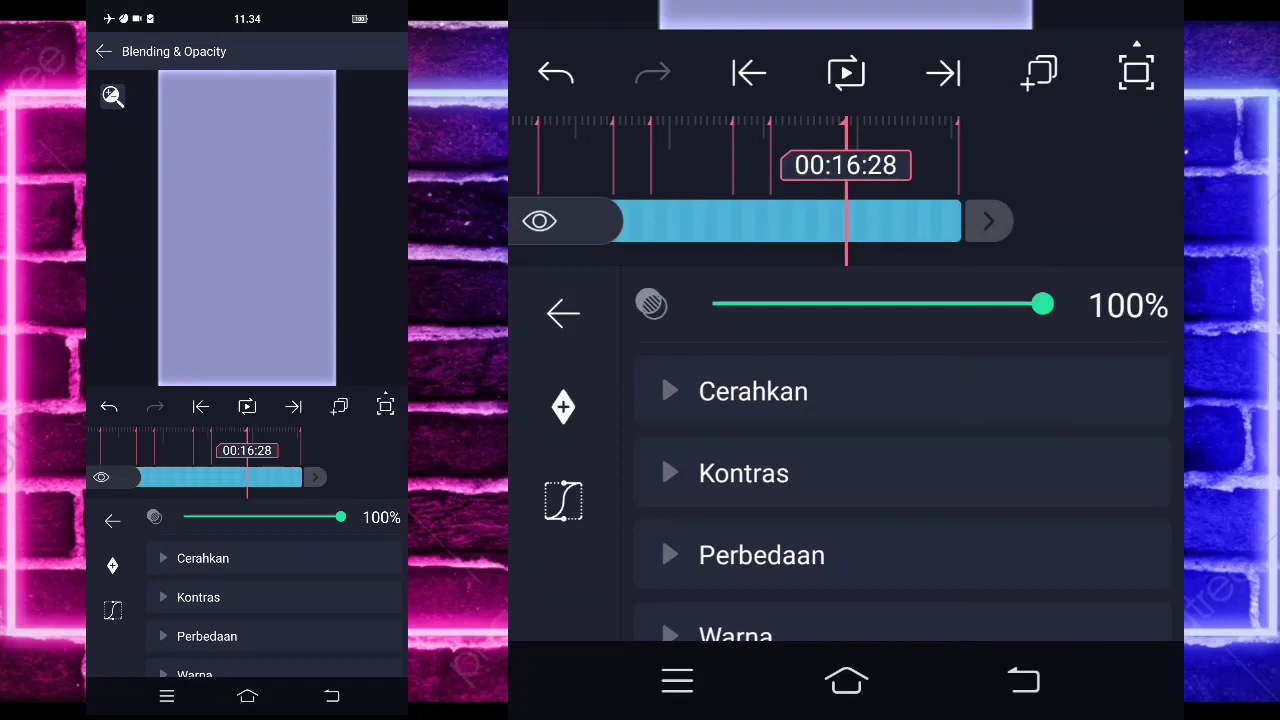 11.34
100
Blending & Opacity
00:16:28
100%
Cerahkan
Kontras
Perbedaan
Warna
00:16:28
100%
Cerahkan
Kontras
Perbedaan
Warna